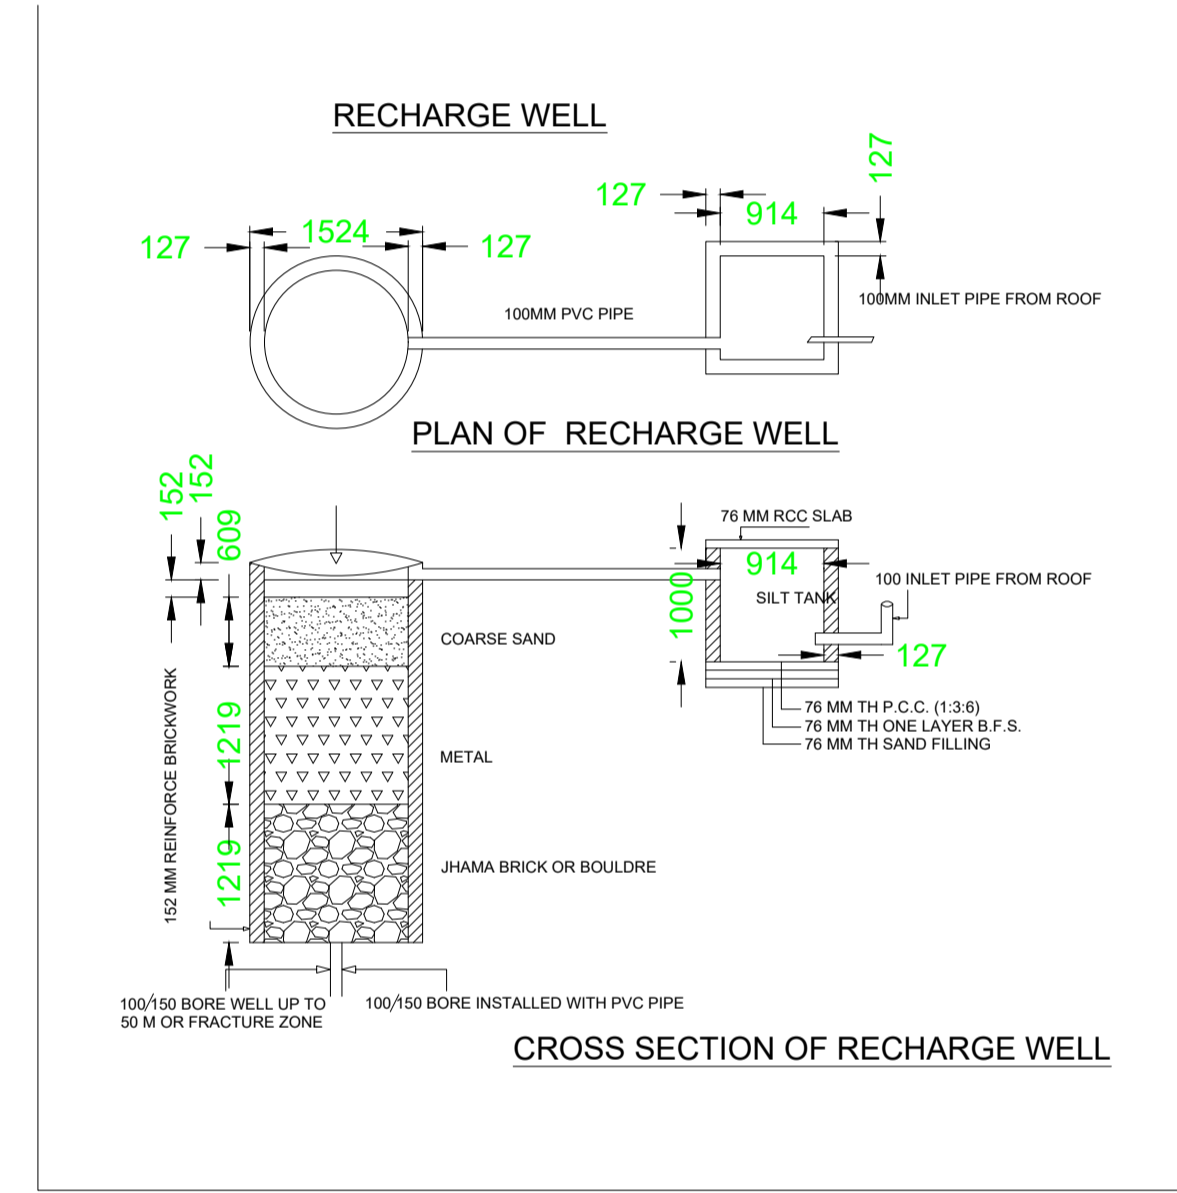 RECHARGE WELL
127
127
914
1524
127
127
100MM INLET PIPE FROM ROOF
100MM PVC PIPE
PLAN OF RECHARGE WELL
152
152
609
76 MM RCC SLAB
914
1000
100 INLET PIPE FROM ROOF
SILT TANK
COARSE SAND
127
152 MM REINFORCE BRICKWORK
1219
76 MM TH P.C.C. (1:3:6)
76 MM TH ONE LAYER B.F.S.
76 MM TH SAND FILLING
METAL
1219
JHAMA BRICK OR BOULDRE
100/150 BORE WELL UP TO
50 M OR FRACTURE ZONE
100/150 BORE INSTALLED WITH PVC PIPE
CROSS SECTION OF RECHARGE WELL